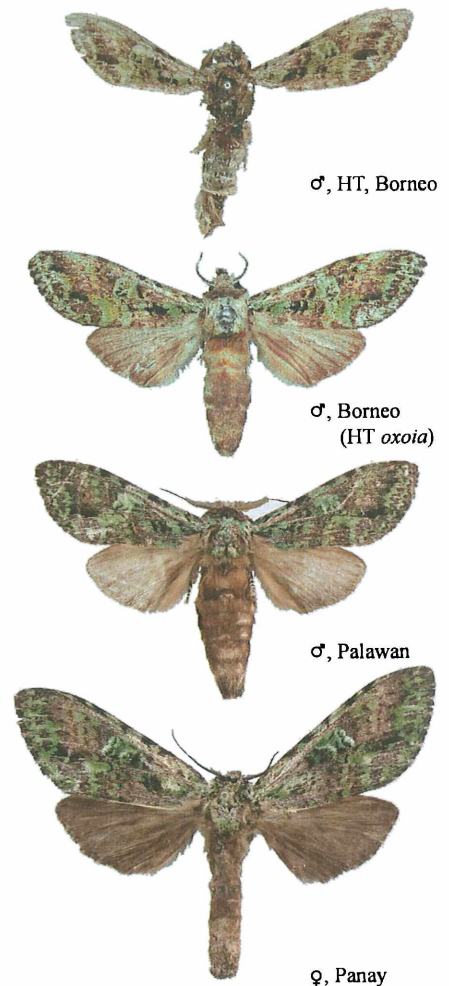 ♂, HT, Borneo
♂, Borneo
(HT oxoia)
♂, Palawan
♀, Panay